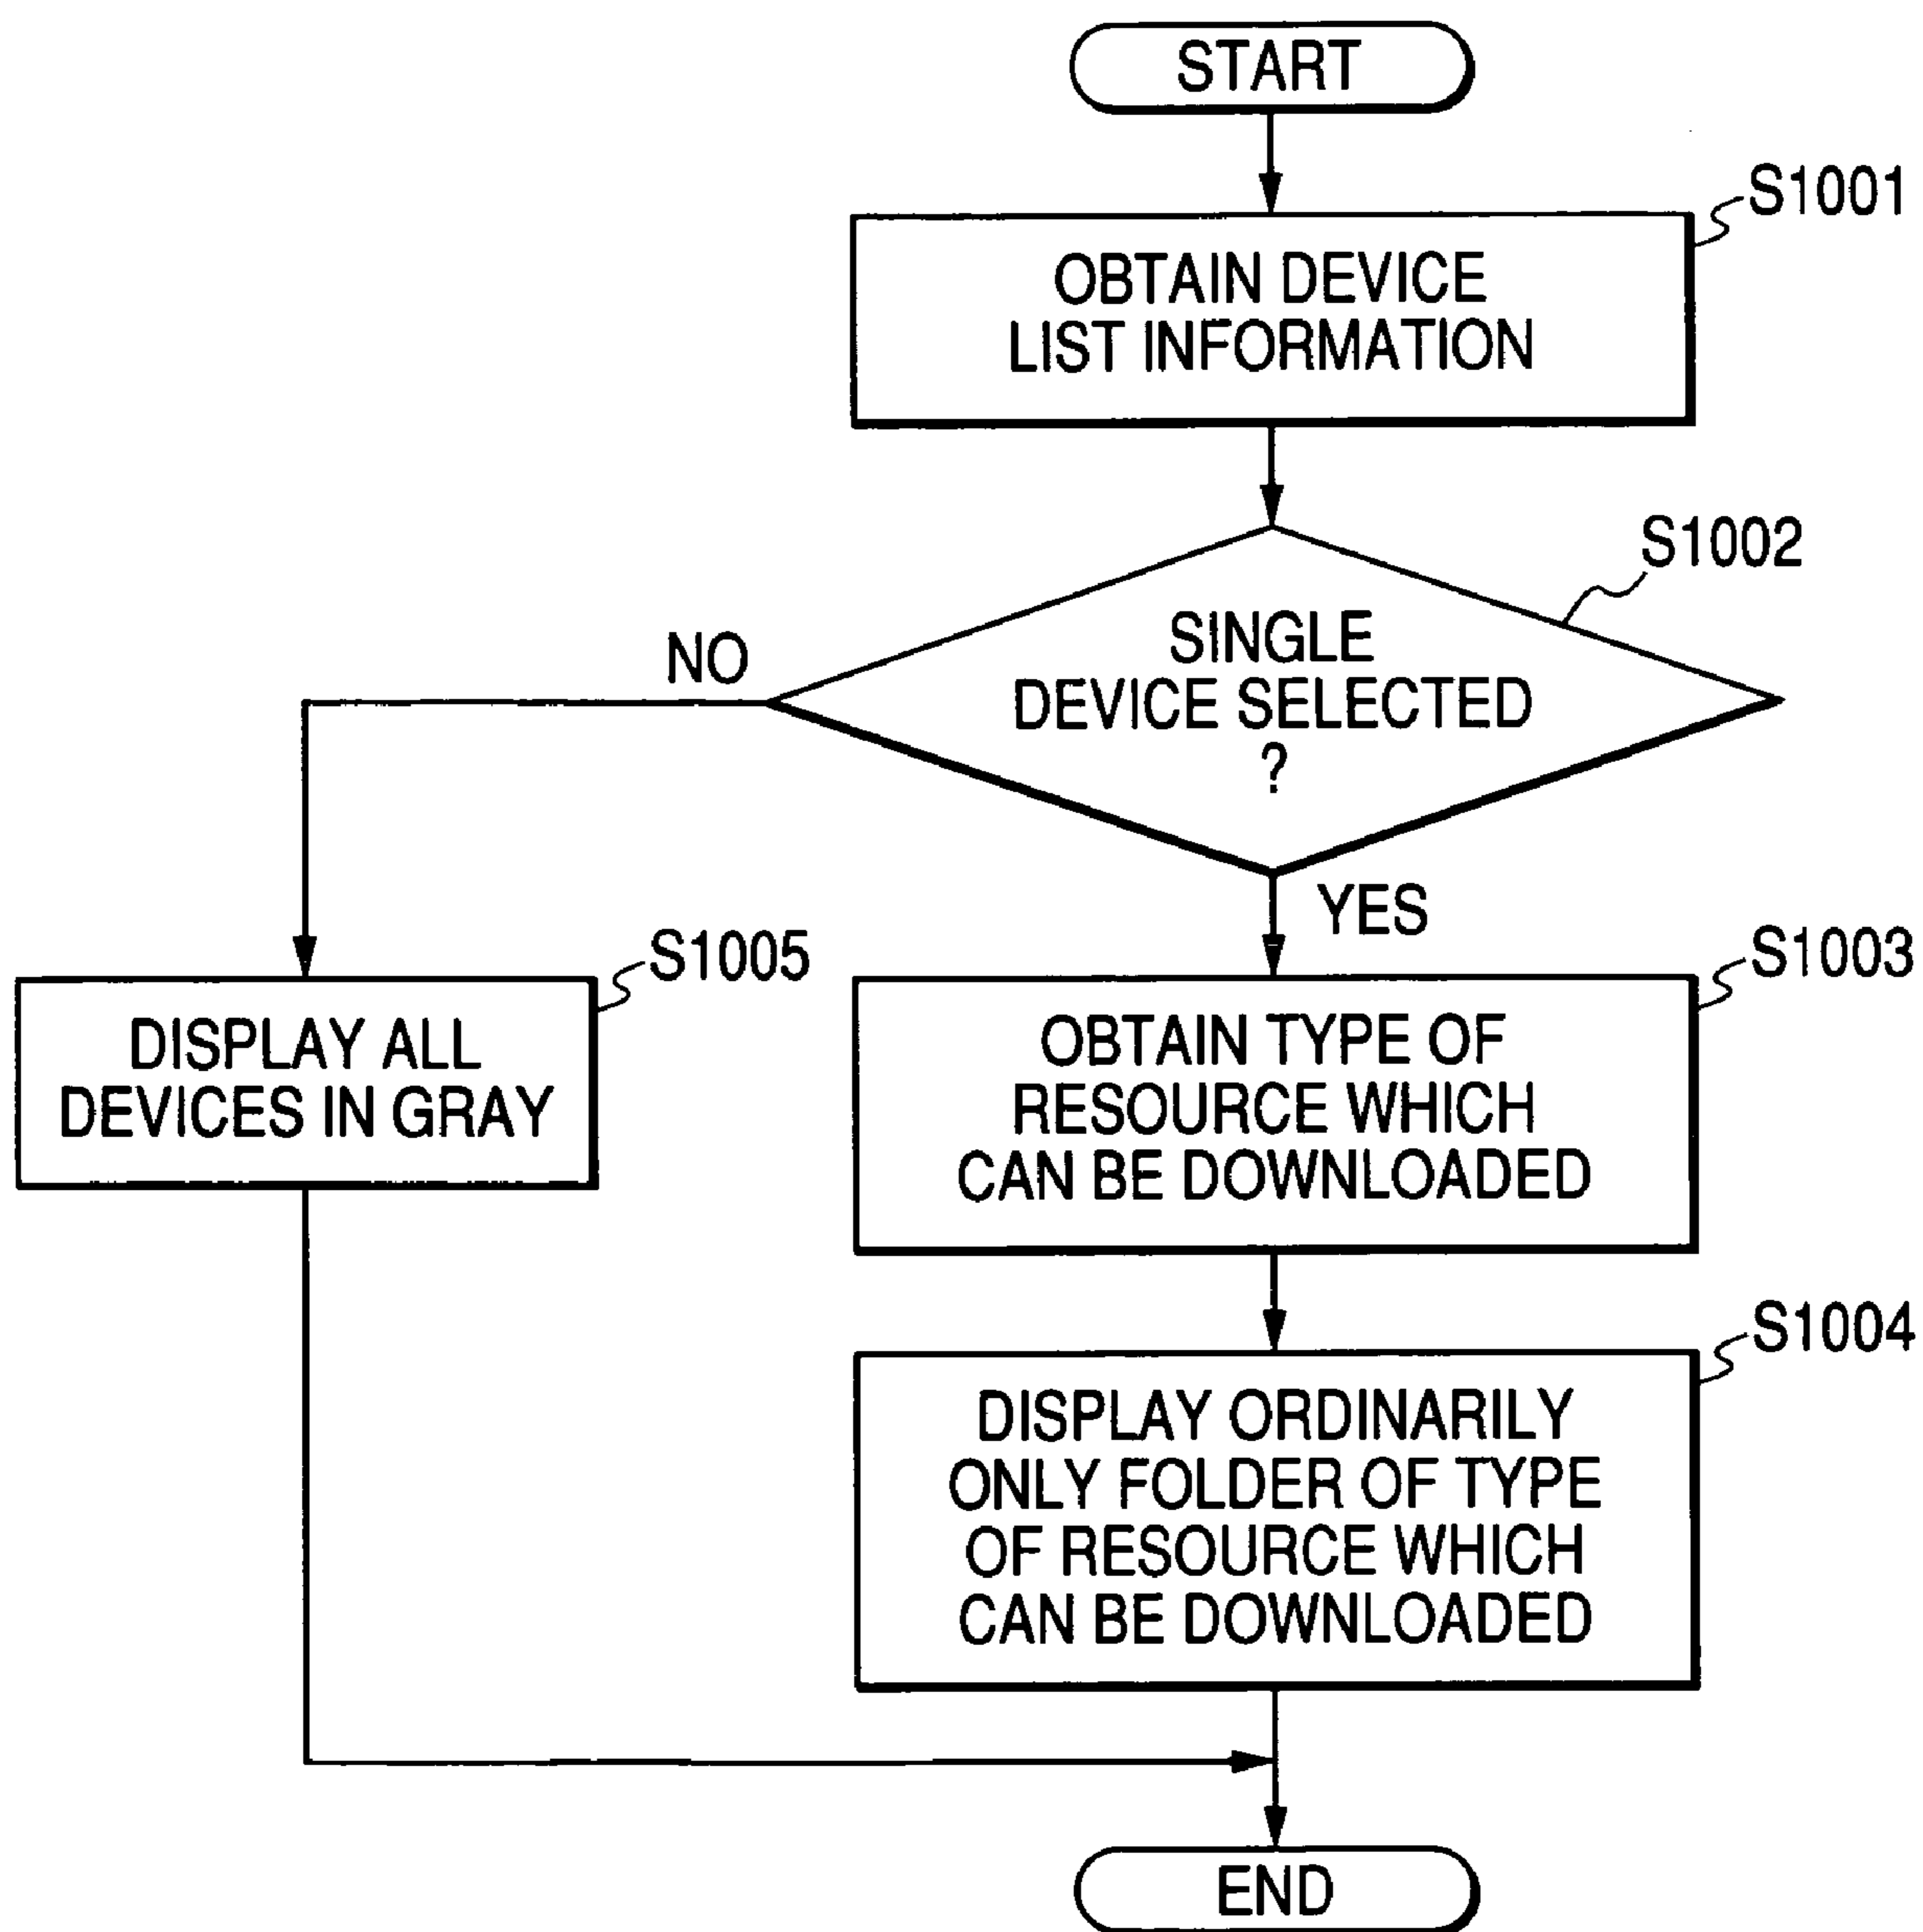 START
S1001
OBTAIN DEVICE
LIST INFORMATION
S1002
SINGLE
DEVICE SELECTED
?
NO
YES
S1005
DISPLAY ALL
DEVICES IN GRAY
S1003
OBTAIN TYPE OF
RESOURCE WHICH
CAN BE DOWNLOADED
S1004
DISPLAY ORDINARILY
ONLY FOLDER OF TYPE
OF RESOURCE WHICH
CAN BE DOWNLOADED
END